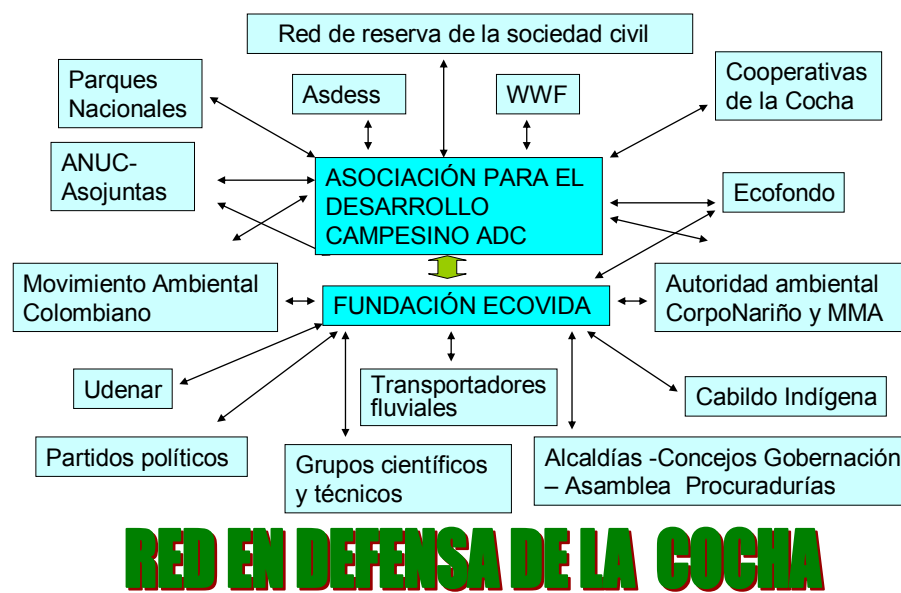 Red de reserva de la sociedad civil
Parques
Nacionales
Asdess
WWF
Cooperativas
de la Cocha
ANUC-
Asojuntas
ASOCIACIÓN PARA EL
DESARROLLO
CAMPESINO ADC
Ecofondo
Movimiento Ambiental
Colombiano
FUNDACIÓN ECOVIDA
Autoridad ambiental
CorpoNariño y MMA
Udenar
Transportadores
fluviales
Cabildo Indígena
Partidos políticos
Grupos científicos
y técnicos
Alcaldías -Concejos Gobernación
– Asamblea Procuradurías
RED EN DEFENSA DE LA COCHA